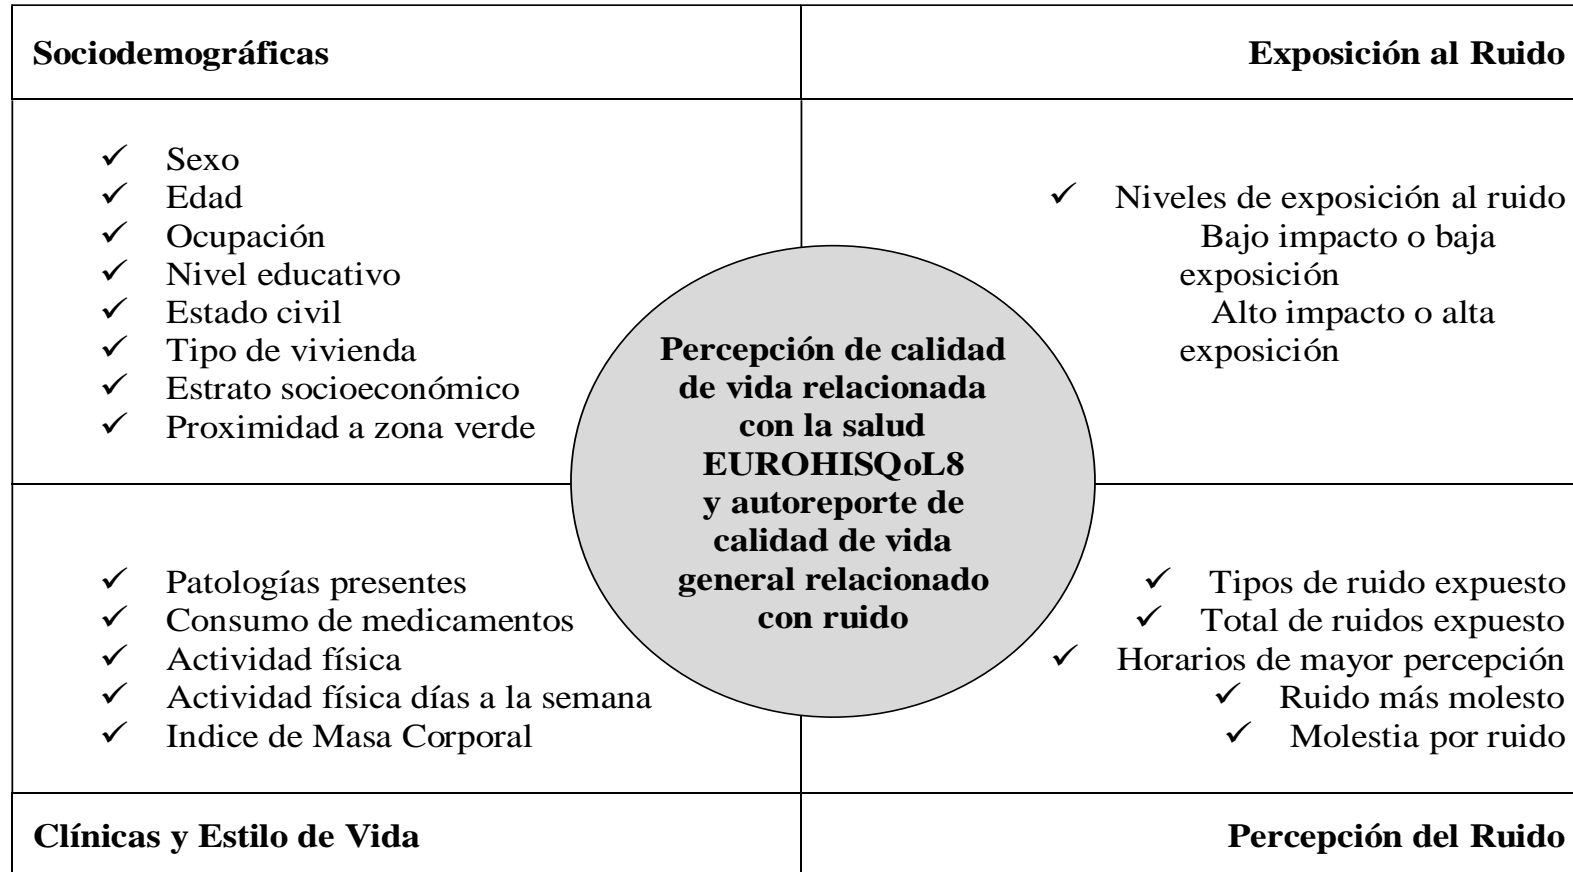 Sociodemográficas
Exposición al Ruido
✓ Sexo
✓ Edad
✓ Ocupación
✓ Nivel educativo
✓ Estado civil
✓ Tipo de vivienda
✓ Estrato socioeconómico
✓ Proximidad a zona verde
✓ Niveles de exposición al ruido
Bajo impacto o baja
exposición
Alto impacto o alta
exposición
Percepción de calidad
de vida relacionada
con la salud
EUROHISQoL8
y autoreporte de
calidad de vida
general relacionado
con ruido
✓ Patologías presentes
✓ Consumo de medicamentos
✓ Actividad física
✓ Actividad física días a la semana
✓ Indice de Masa Corporal
✓ Tipos de ruido expuesto
✓ Total de ruidos expuesto
✓ Horarios de mayor percepción
✓ Ruido más molesto
✓ Molestia por ruido
Clínicas y Estilo de Vida
Percepción del Ruido